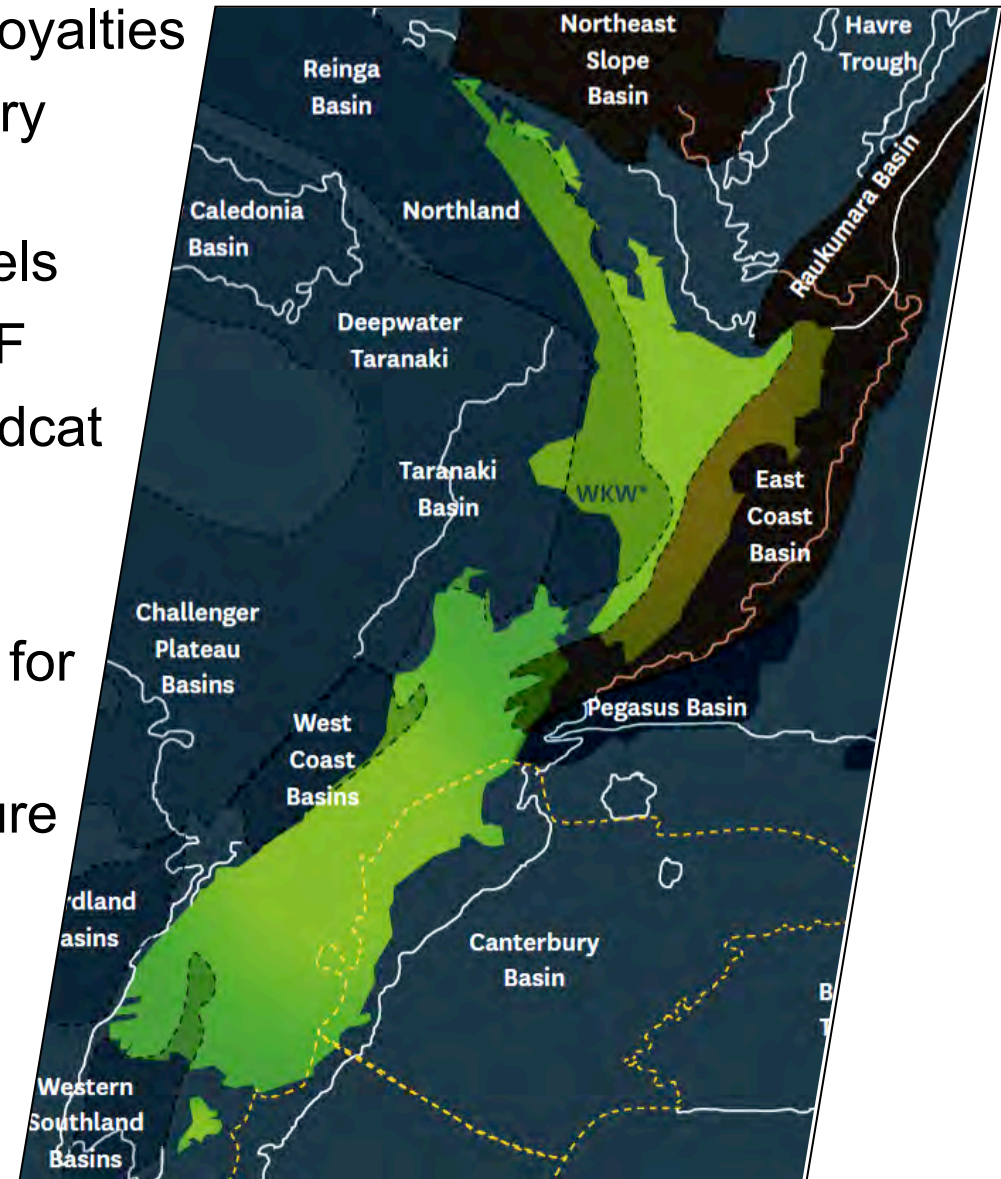 oyalties
ry
els
F
dcat
for
ure
Northeast
Slope
Basin
Havre
Trough
Reinga
Basin
Raukumara Basin
Caledonia
Basin
Northland
Deepwater
Taranaki
Taranaki
Basin
WKW*
East
Coast
Basin
Challenger
Plateau
Basins
Pegasus Basin
West
Coast
Basins
rdland
asins
Canterbury
Basin
B
T
Western
Southland
Basins